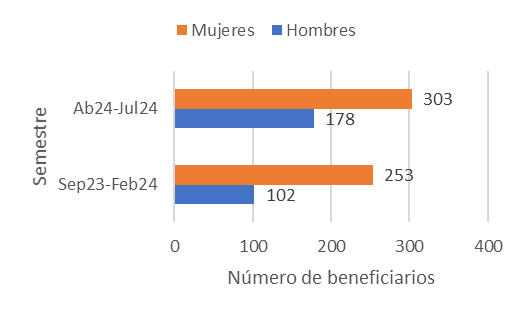 Mujeres Hombres
Semestre
Ab24-Jul24
303
178
Sep23-Feb24
253
102
0 100 200 300 400
Número de beneficiarios